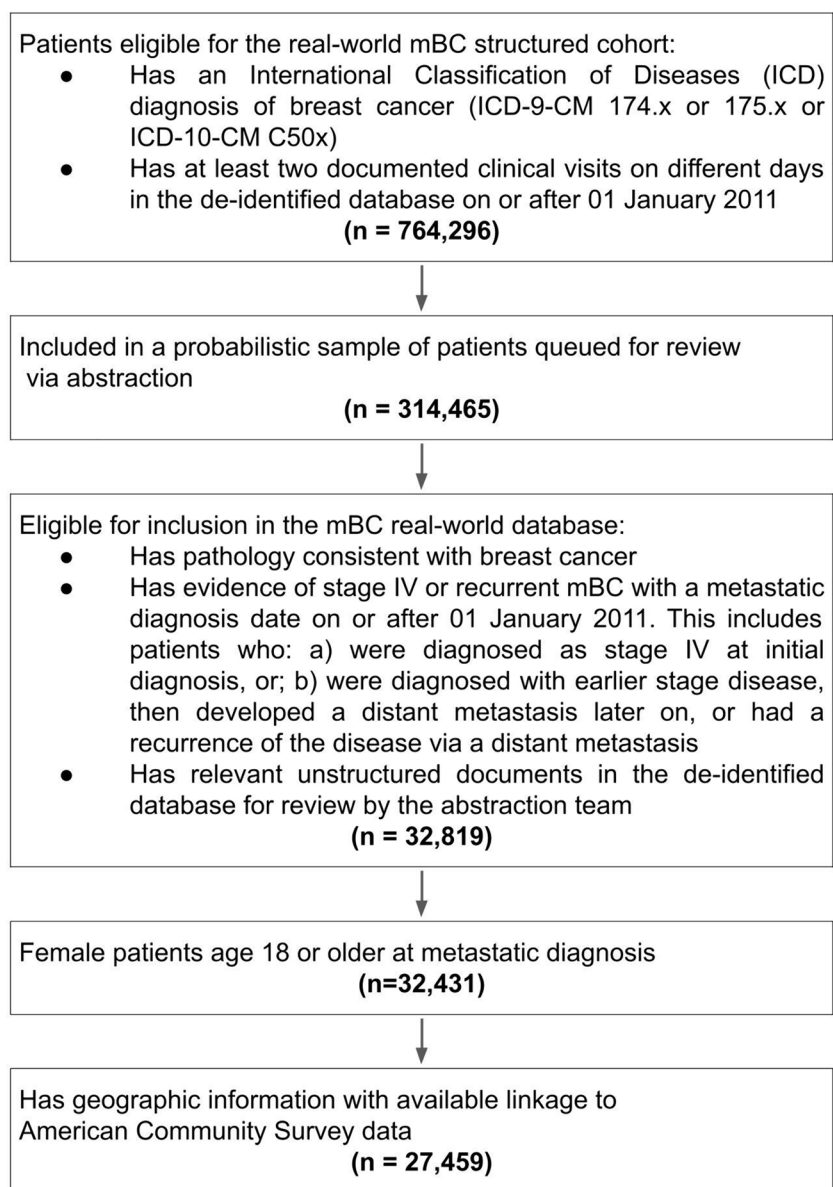 Patients eligible for the real-world mBC structured cohort:
● Has an International Classification of Diseases (ICD)
diagnosis of breast cancer (ICD-9-CM 174.x or 175.x or
ICD-10-CM C50x)
● Has at least two documented clinical visits on different days
in the de-identified database on or after 01 January 2011
(n = 764,296)
Included in a probabilistic sample of patients queued for review
via abstraction
(n = 314,465)
Eligible for inclusion in the mBC real-world database:
● Has pathology consistent with breast cancer
● Has evidence of stage IV or recurrent mBC with a metastatic
diagnosis date on or after 01 January 2011. This includes
patients who: a) were diagnosed as stage IV at initial
diagnosis, or; b) were diagnosed with earlier stage disease,
then developed a distant metastasis later on, or had a
recurrence of the disease via a distant metastasis
● Has relevant unstructured documents in the de-identified
database for review by the abstraction team
(n = 32,819)
Female patients age 18 or older at metastatic diagnosis
(n=32,431)
Has geographic information with available linkage to
American Community Survey data
(n = 27,459)